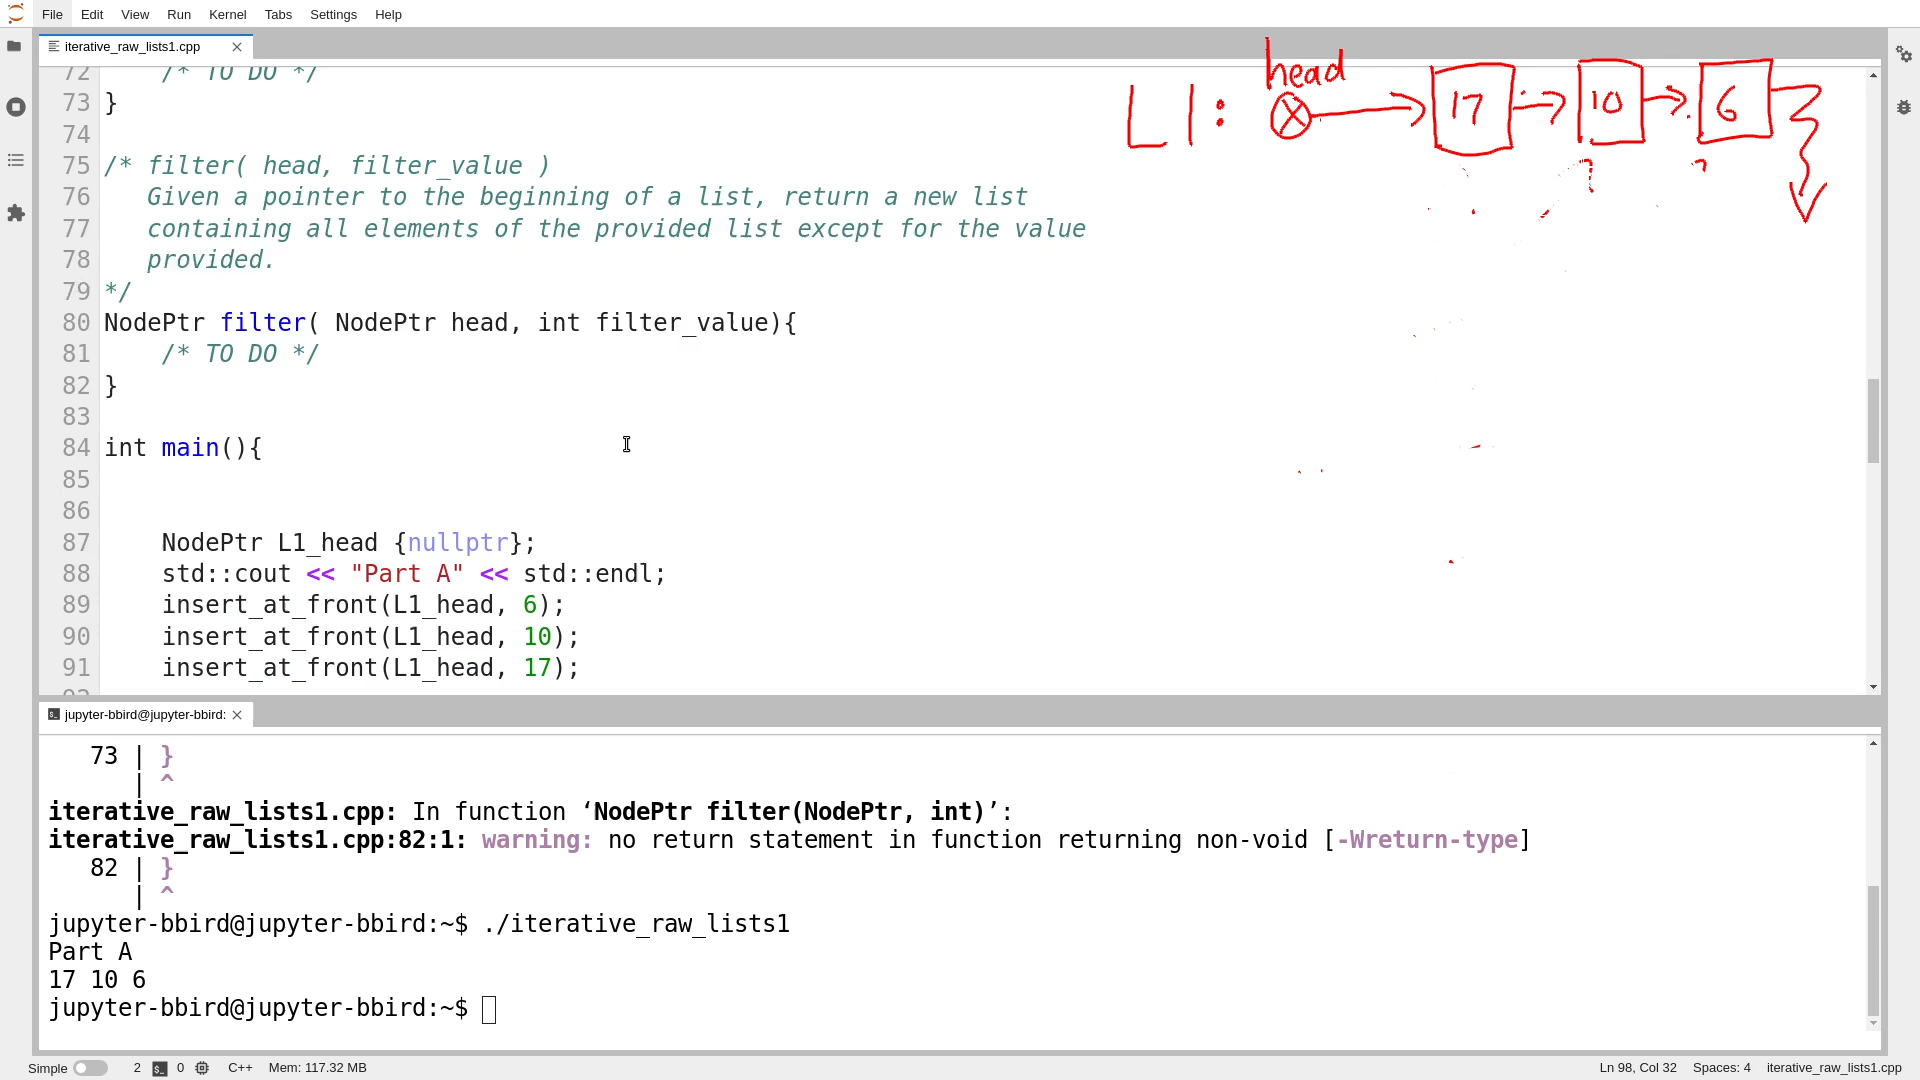 File Edit View Run Kernel Tabs Settings Help
iterative_raw_lists1.cpp
72     /* TO DO */
73 }
74
75 /* filter( head, filter_value )
76    Given a pointer to the beginning of a list, return a new list
77    containing all elements of the provided list except for the value
78    provided.
79 */
80 NodePtr filter( NodePtr head, int filter_value){
81     /* TO DO */
82 }
83
84 int main(){
85
86
87     NodePtr L1_head {nullptr};
88     std::cout << "Part A" << std::endl;
89     insert_at_front(L1_head, 6);
90     insert_at_front(L1_head, 10);
91     insert_at_front(L1_head, 17);
92
head
L1: 17 10 6
jupyter-bbird@jupyter-bbird:
73 | }
| ^
iterative_raw_lists1.cpp: In function ‘NodePtr filter(NodePtr, int)’:
iterative_raw_lists1.cpp:82:1: warning: no return statement in function returning non-void [-Wreturn-type]
82 | }
| ^
jupyter-bbird@jupyter-bbird:~$ ./iterative_raw_lists1
Part A
17 10 6
jupyter-bbird@jupyter-bbird:~$
Simple 2 0 C++ Mem: 117.32 MB Ln 98, Col 32 Spaces: 4 iterative_raw_lists1.cpp